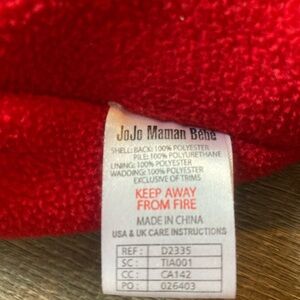 JoJo Maman Bébé
SHELL: BACK: 100% POLYESTER
PILE: 100% POLYURETHANE
LINING: 100% POLYESTER
WADDING: 100% POLYESTER
EXCLUSIVE OF TRIMS
KEEP AWAY
FROM FIRE
MADE IN CHINA
USA & UK CARE INSTRUCTIONS
REF: D2335
SC: TIA001
CC: CA142
PO: 026403